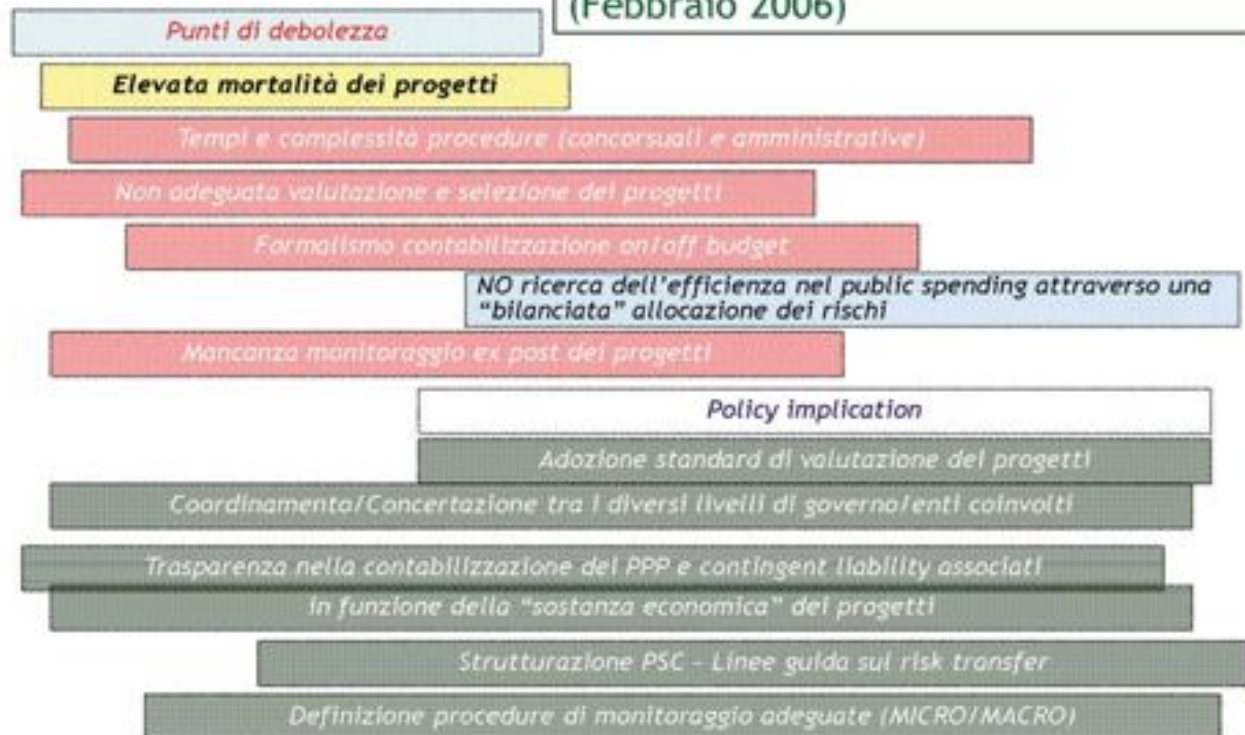 (Febbraio 2006)
Punti di debolezza
Elevata mortalità dei progetti
Tempi e complessità procedure (concorsuali e amministrative)
Non adeguata valutazione e selezione dei progetti
Formalismo contabilizzazione on/off budget
NO ricerca dell'efficienza nel public spending attraverso una
"bilanciata" allocazione dei rischi
Mancanza monitoraggio ex post dei progetti
Policy implication
Adozione standard di valutazione dei progetti
Coordinamento/Concertazione tra i diversi livelli di governo/enti coinvolti
Trasparenza nella contabilizzazione dei PPP e contingent liability associati
in funzione della "sostanza economica" dei progetti
Strutturazione PSC – Linee guida sul risk transfer
Definizione procedure di monitoraggio adeguate (MICRO/MACRO)